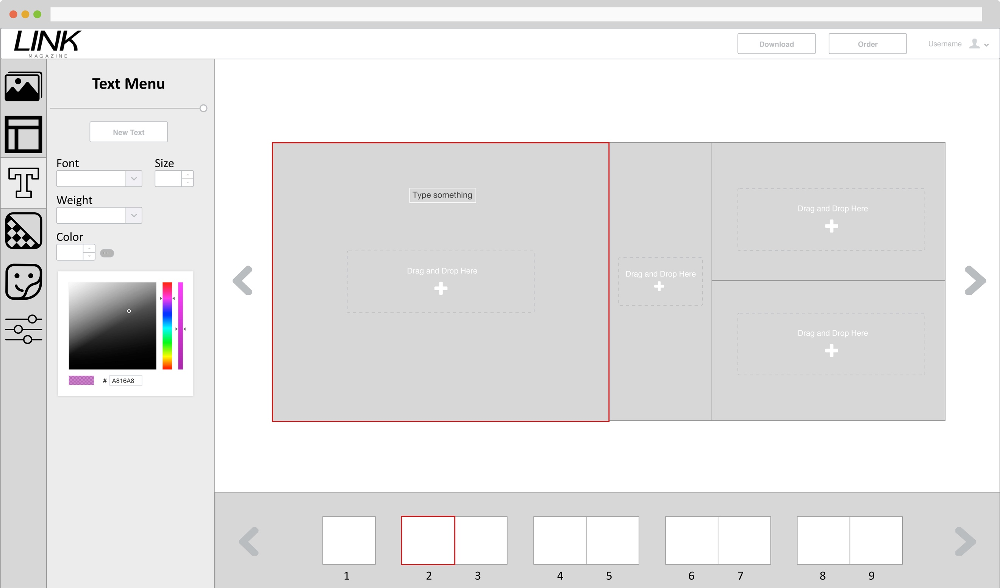 LINK
MAGAZINE
Download
Order
Username
Text Menu
New Text
Font
Size
Weight
Color
# A816A8
Type something
Drag and Drop Here
Drag and Drop Here
Drag and Drop Here
Drag and Drop Here
1 2 3 4 5 6 7 8 9